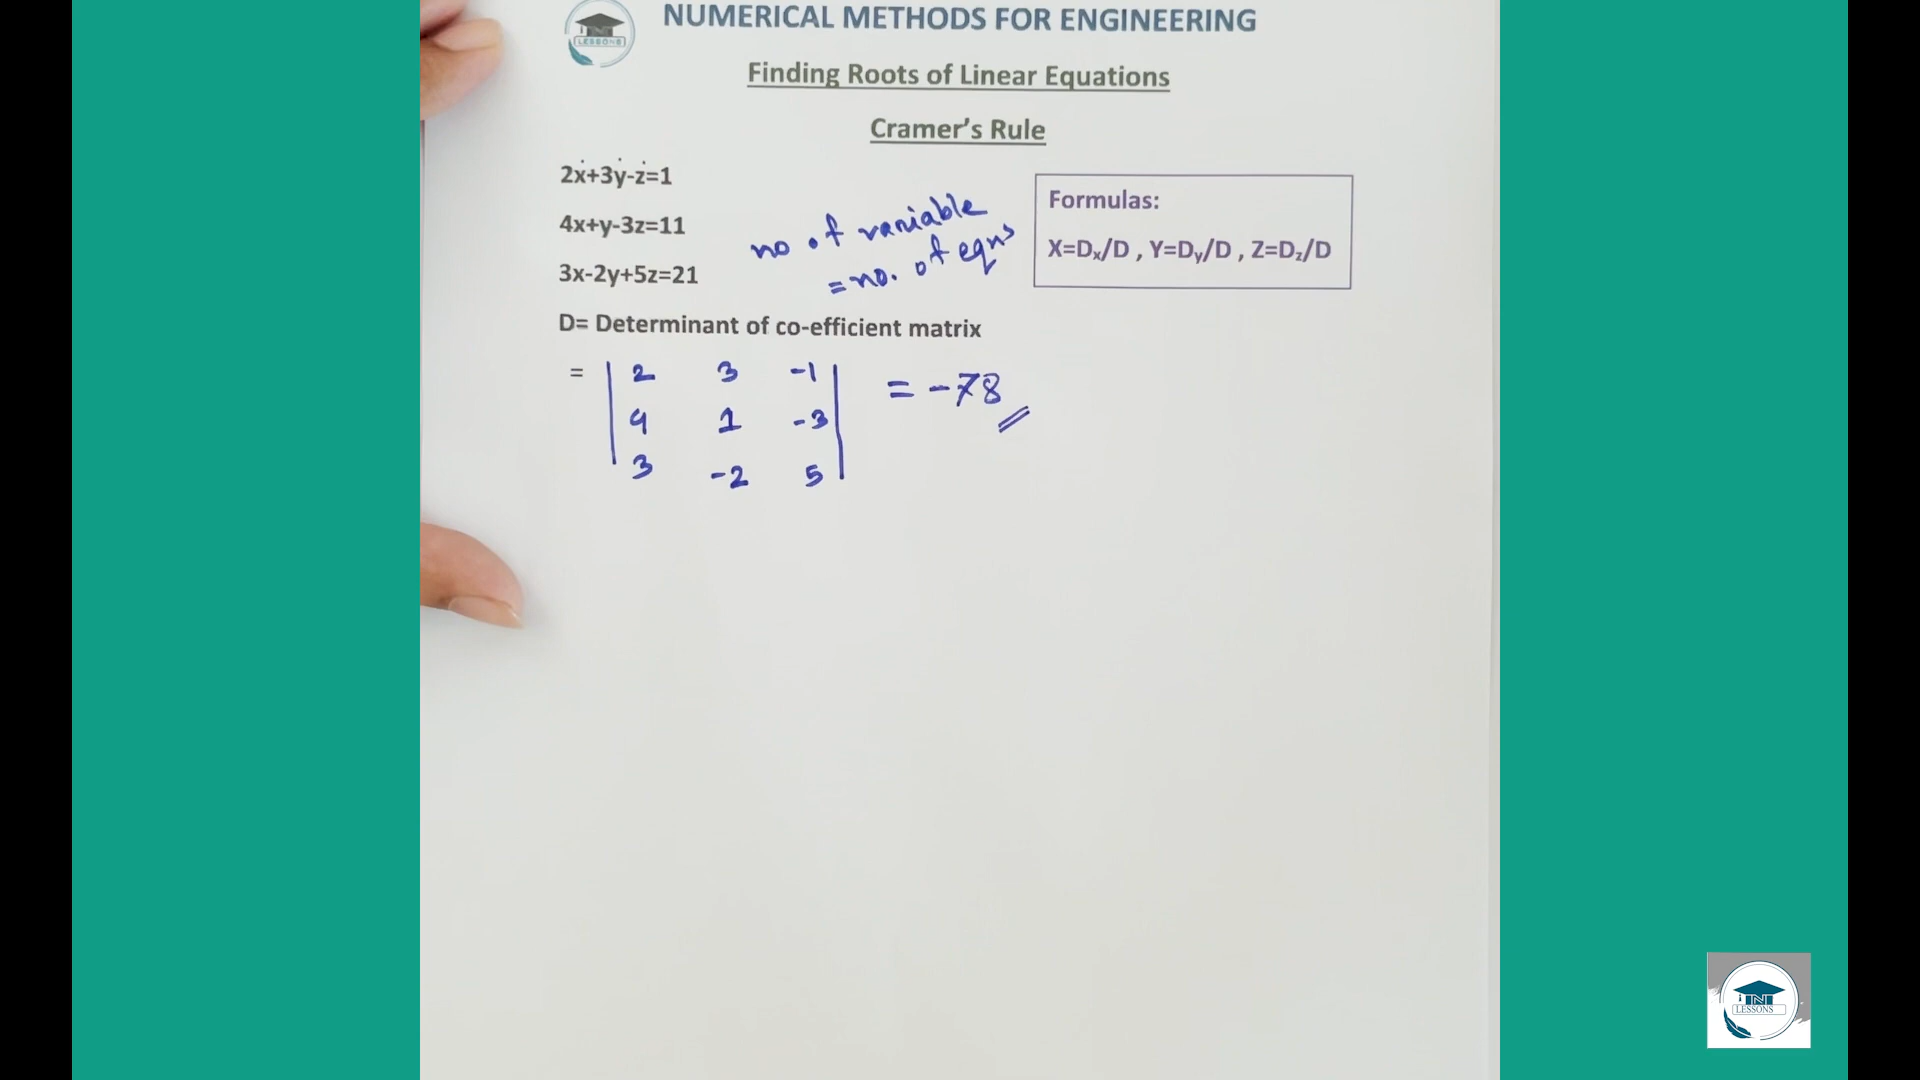 NUMERICAL METHODS FOR ENGINEERING
LESSONS
Finding Roots of Linear Equations
Cramer's Rule
2x+3y-z=1
4x+y-3z=11
3x-2y+5z=21
no of variable
= no. of eqns
Formulas:
X=Dx/D , Y=Dy/D , Z=Dz/D
D= Determinant of co-efficient matrix
= | 2 3 -1 | = -78
4 1 -3
3 -2 5
LESSONS